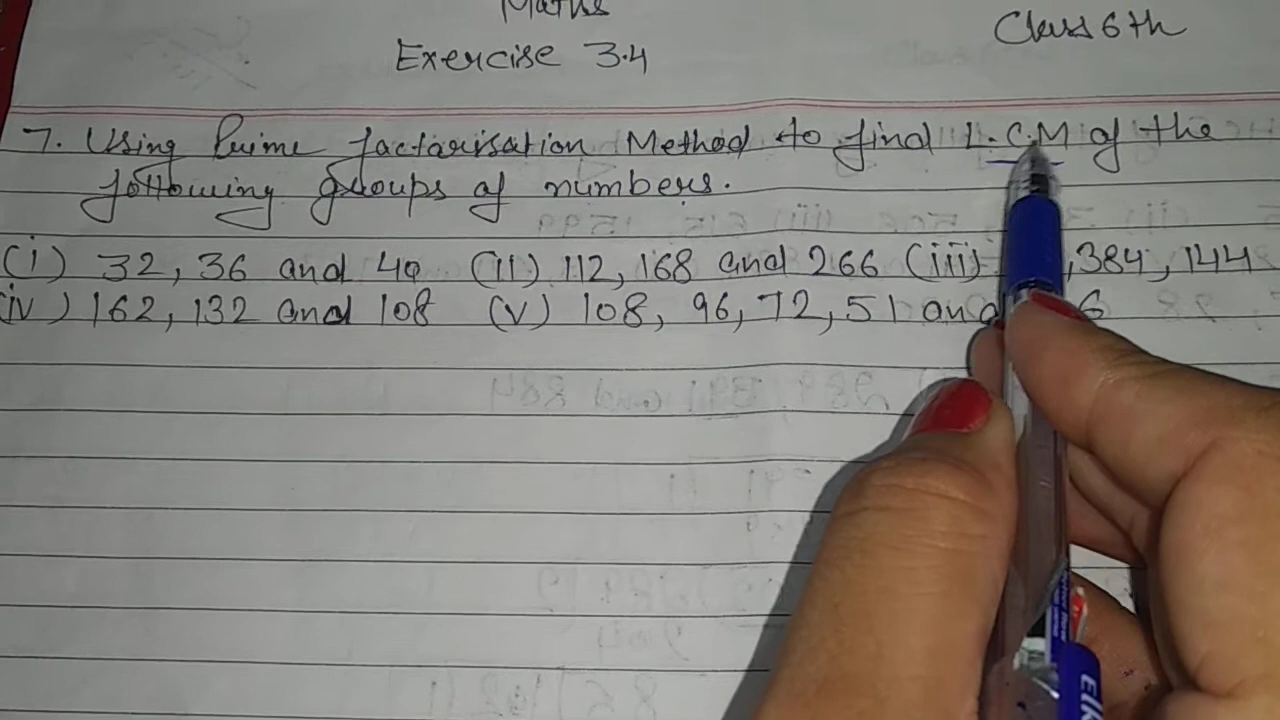 Maths
Class 6th
Exercise 3.4
7. Using Prime factarisation Method to find L.C.M of the
following groups of numbers.
(i) 32, 36 and 40 (ii) 112, 168 and 266 (iii) ,384, 144
(iv) 162, 132 and 108 (v) 108, 96, 72, 51 and 6